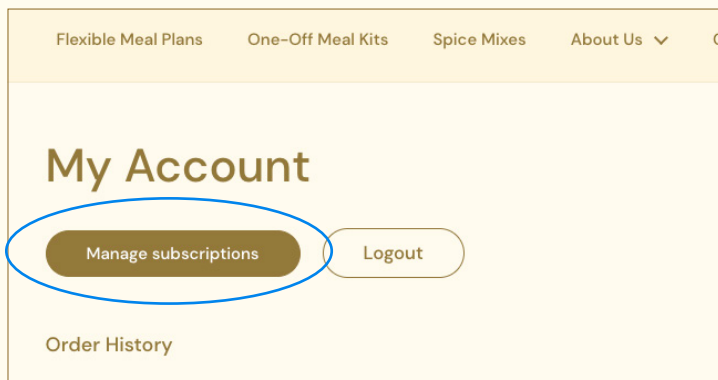 Flexible Meal Plans One-Off Meal Kits Spice Mixes About Us
My Account
Manage subscriptions Logout
Order History